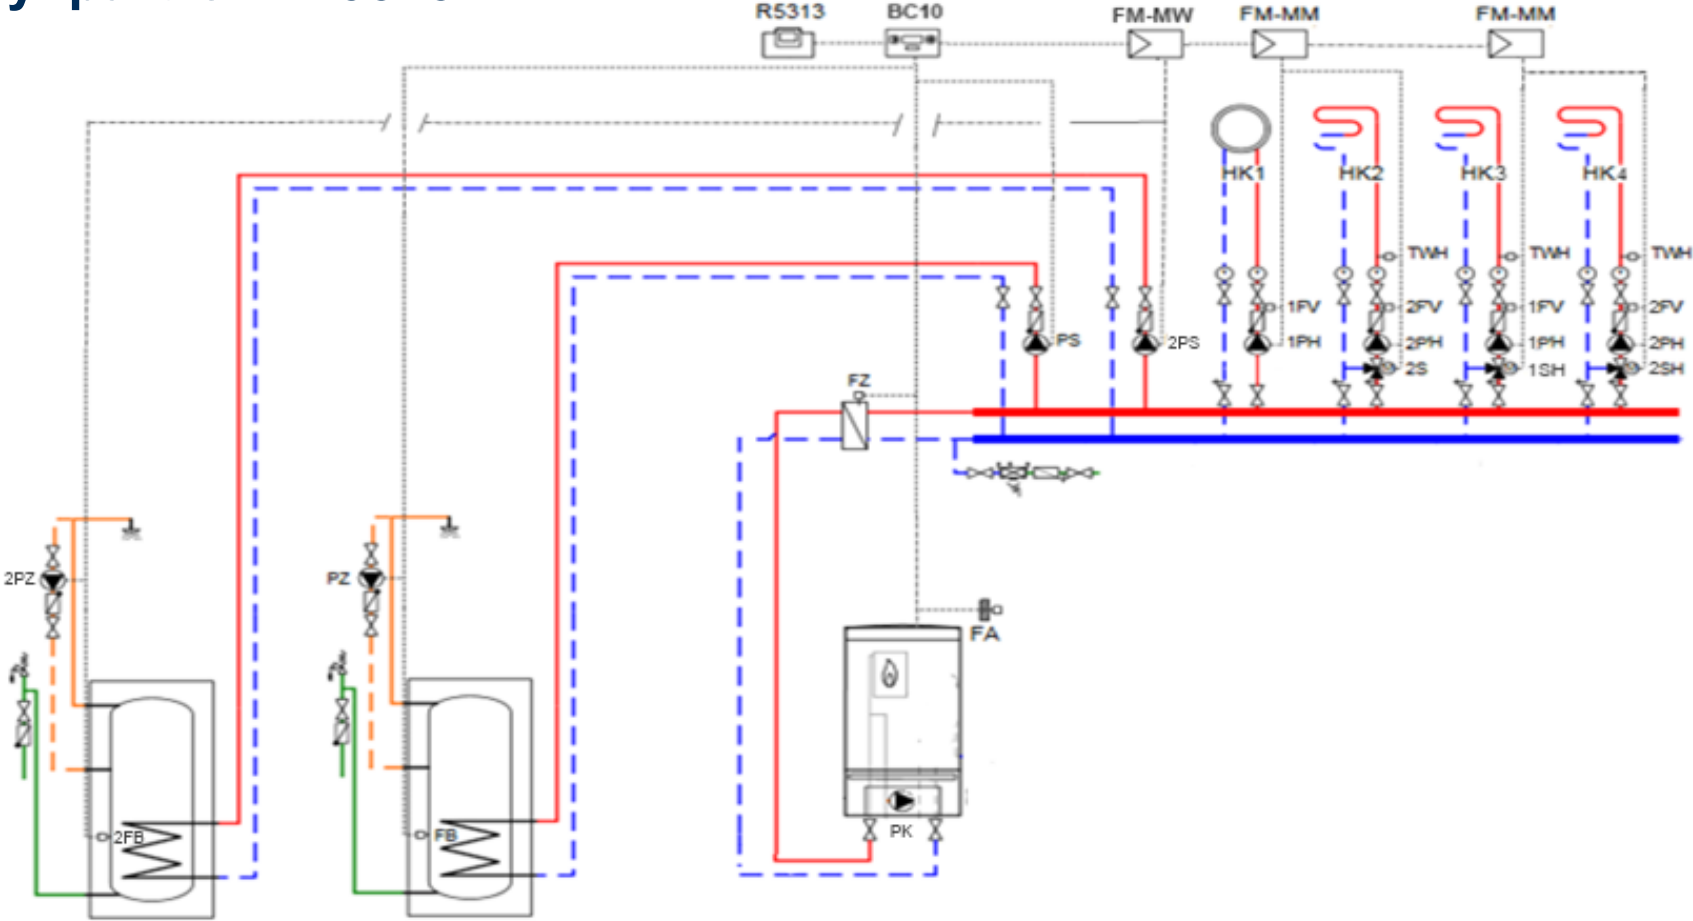 R5313 BC10 FM-MW FM-MM FM-MM
HK1 HK2 HK3 HK4
TWH TWH TWH
1FV 2FV 1FV 2FV
PS 2PS 1PH 2PH 1PH 2PH
2S 1SH 2SH
FZ
2PZ PZ
FA
2FB FB PK